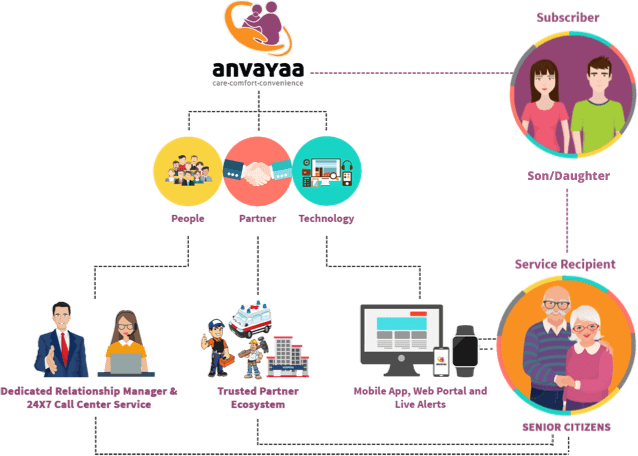 Subscriber
anvayaa
care-comfort-convenience
Son/Daughter
People
Partner
Technology
Service Recipient
Dedicated Relationship Manager &
24X7 Call Center Service
Trusted Partner
Ecosystem
Mobile App, Web Portal and
Live Alerts
SENIOR CITIZENS